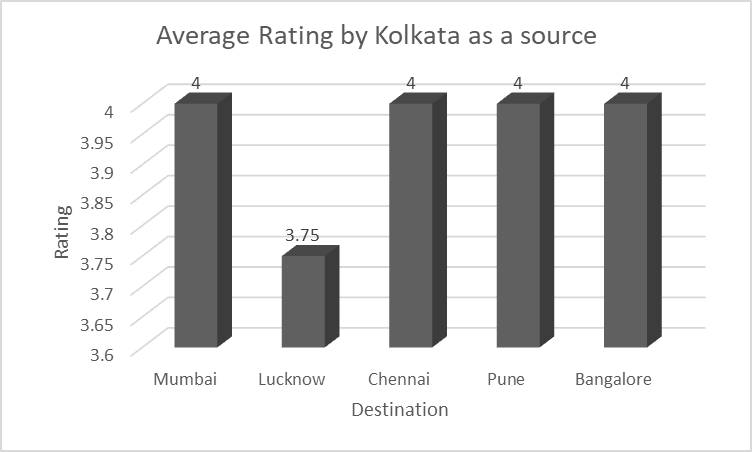 Average Rating by Kolkata as a source
4
3.75
4
4
4
4
3.95
3.9
3.85
3.8
3.75
3.7
3.65
3.6
Rating
Mumbai
Lucknow
Chennai
Pune
Bangalore
Destination